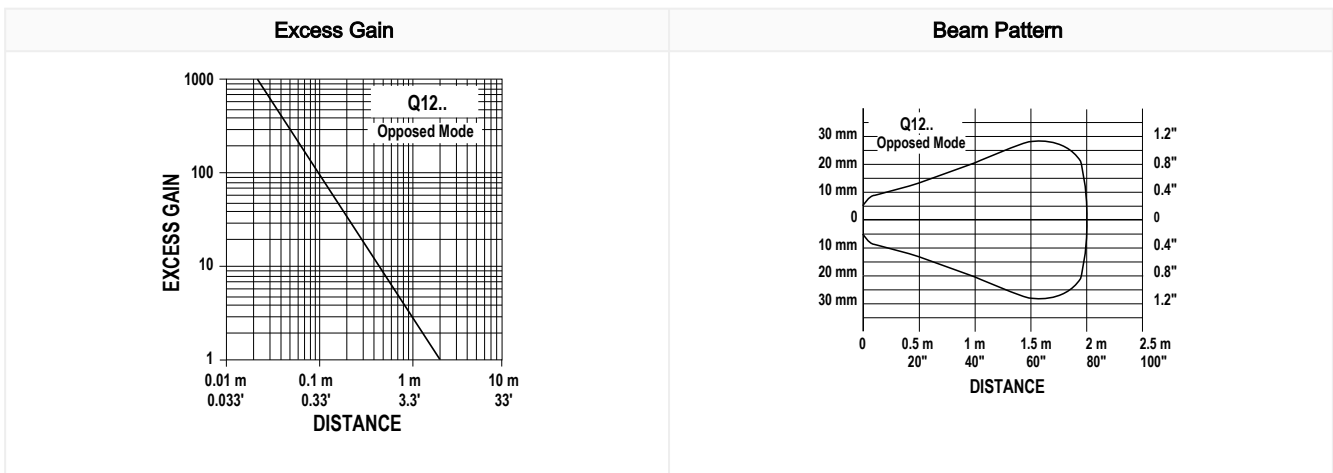 Excess Gain
Beam Pattern
1000
100
10
1
EXCESS GAIN
Q12..
Opposed Mode
0.01 m 0.1 m 1 m 10 m
0.033' 0.33' 3.3' 33'
DISTANCE
Q12..
Opposed Mode
30 mm 1.2"
20 mm 0.8"
10 mm 0.4"
0 0
10 mm 0.4"
20 mm 0.8"
30 mm 1.2"
0 0.5 m 1 m 1.5 m 2 m 2.5 m
20" 40" 60" 80" 100"
DISTANCE